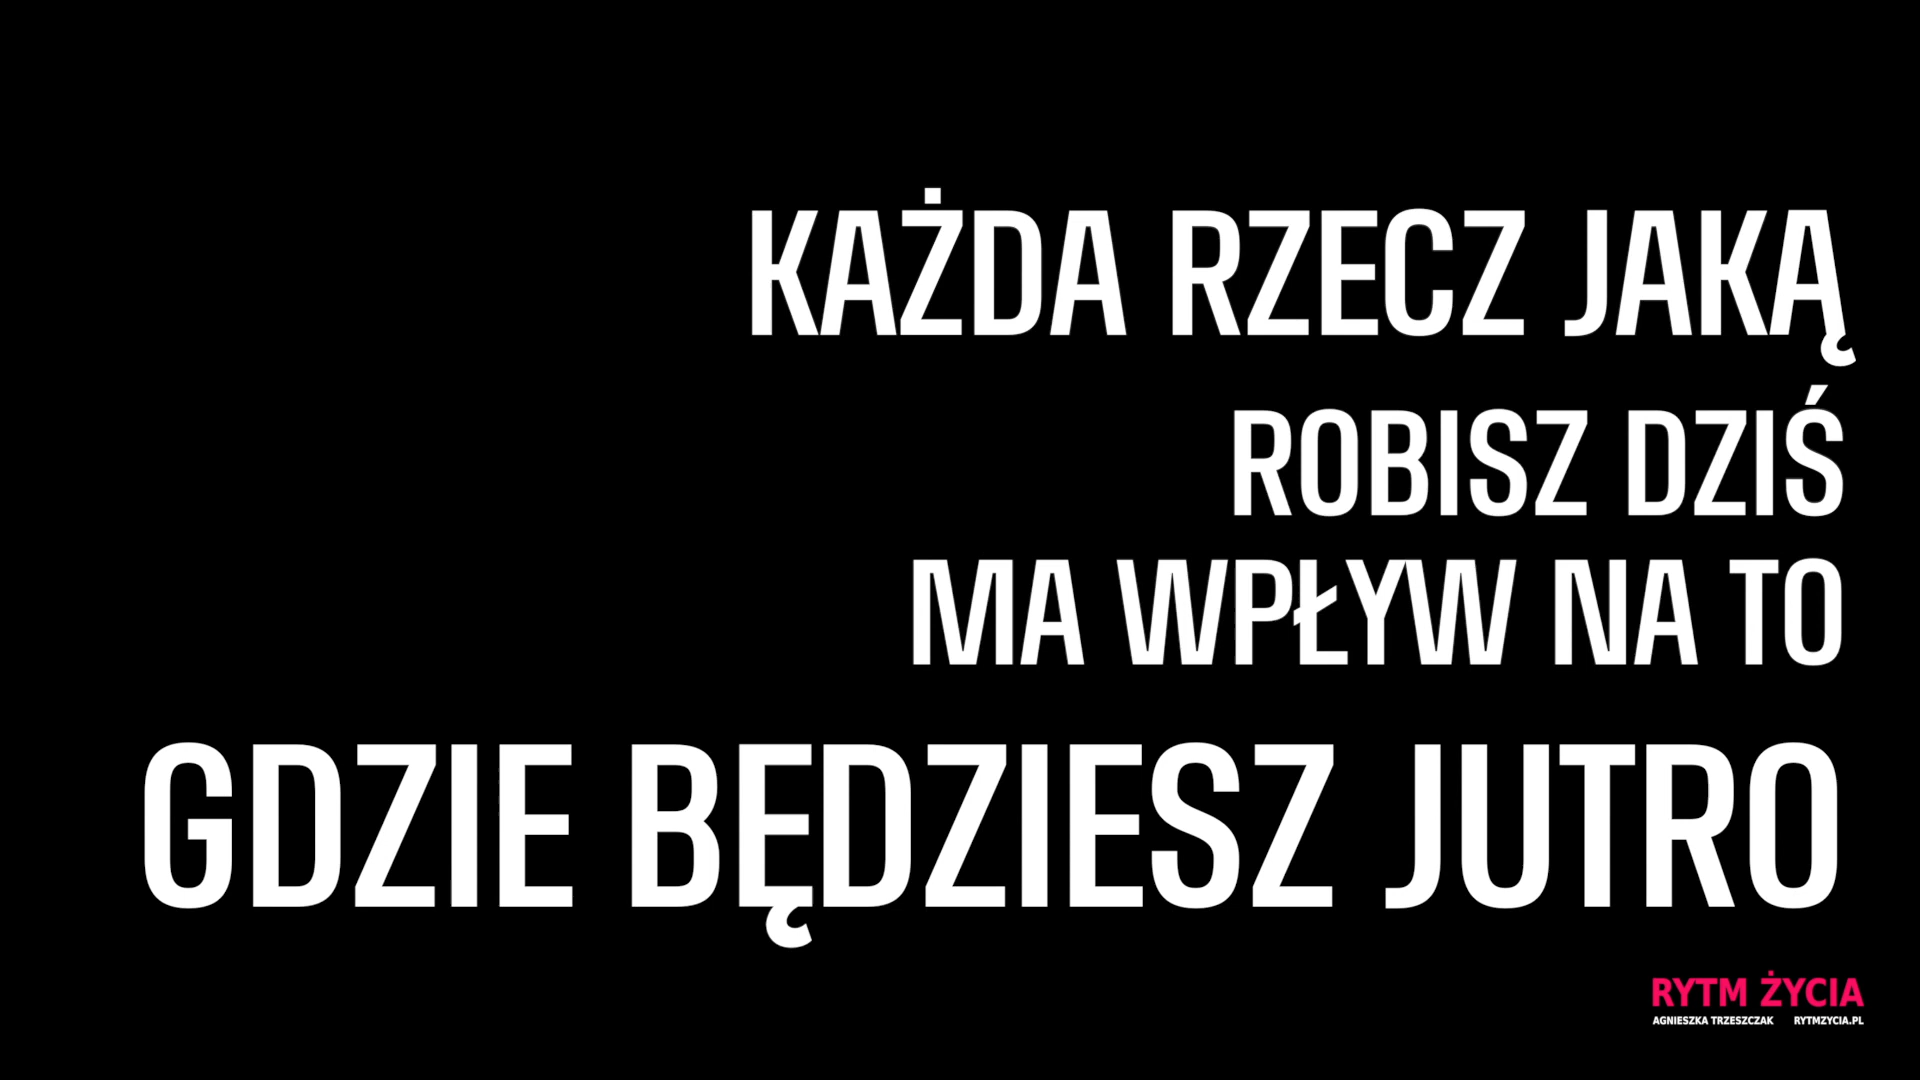 KAŻDA RZECZ JAKĄ
ROBISZ DZIŚ
MA WPŁYW NA TO
GDZIE BĘDZIESZ JUTRO
RYTM ŻYCIA
AGNIESZKA TRZESZCZAK RYTMZYCIA.PL